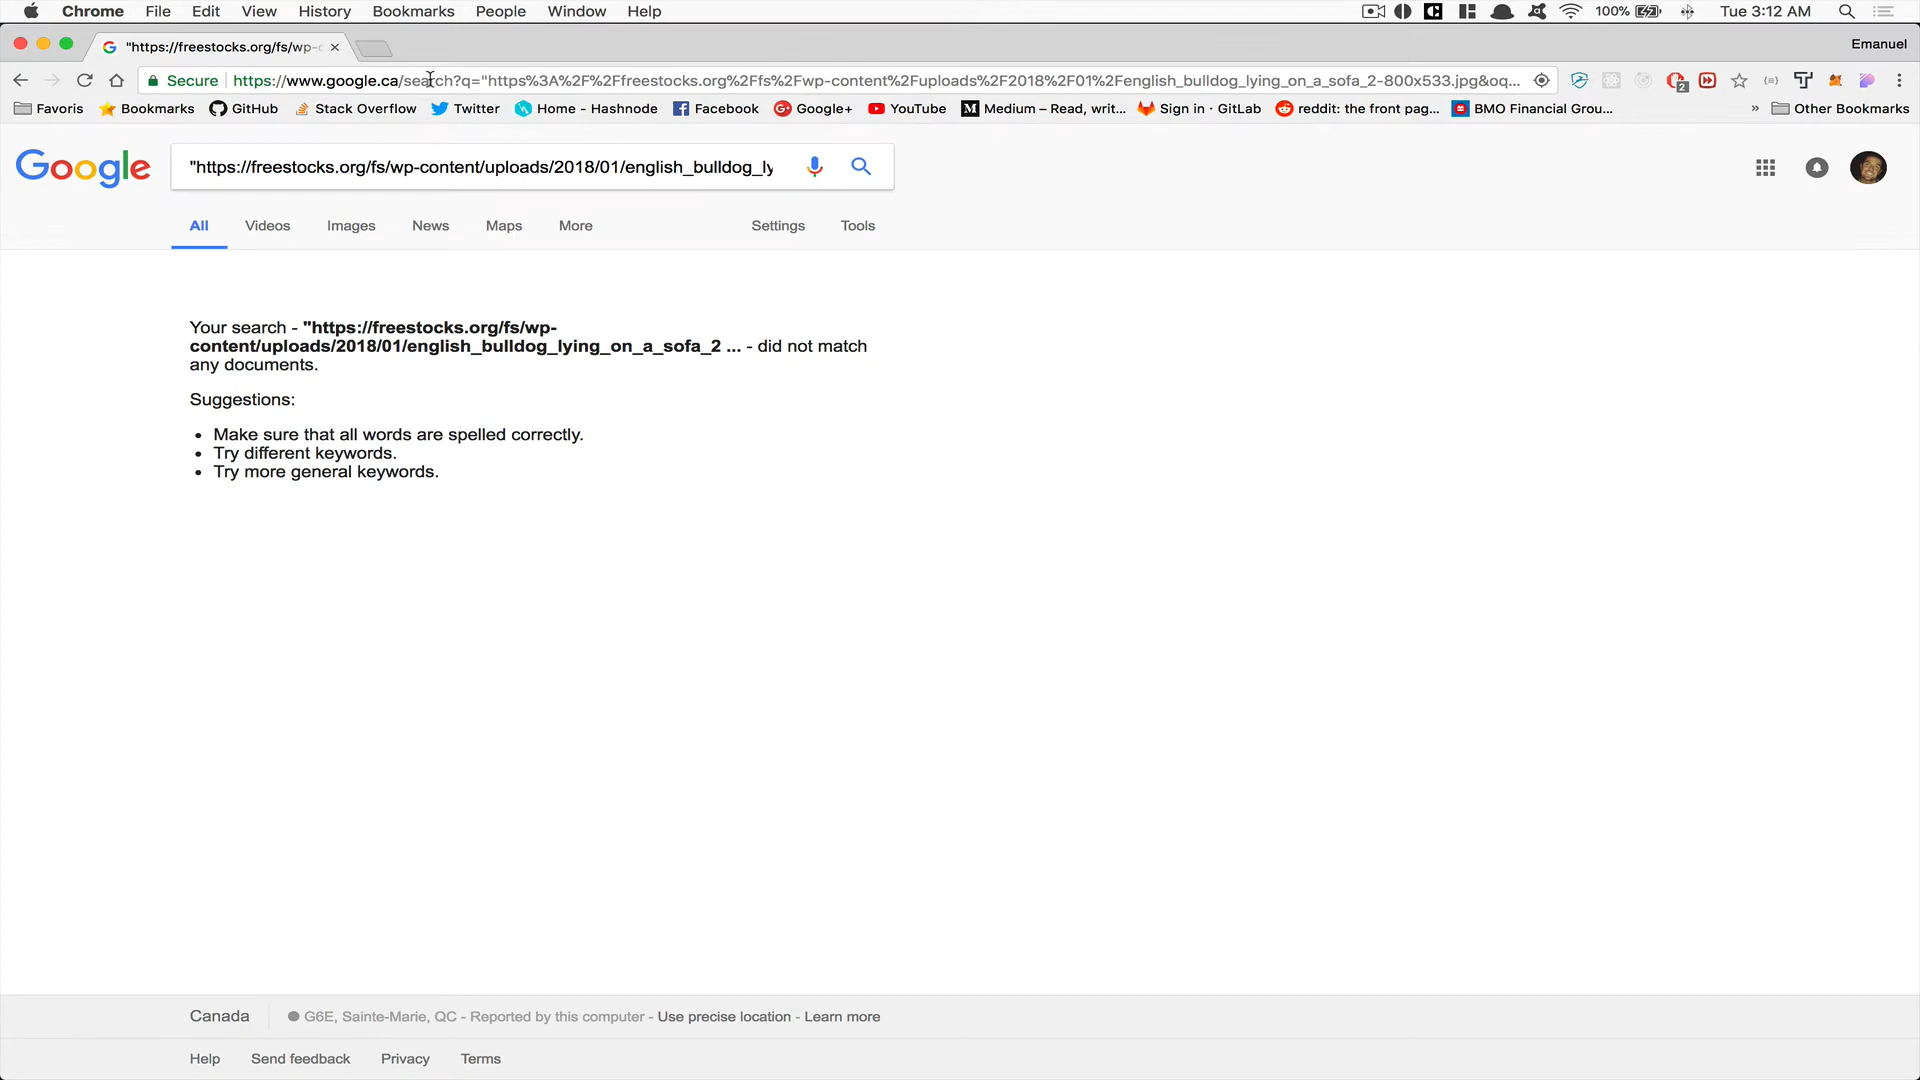 Chrome File Edit View History Bookmarks People Window Help 100% Tue 3:12 AM
"https://freestocks.org/fs/wp-c Emanuel
Secure https://www.google.ca/search?q="https%3A%2F%2Ffreestocks.org%2Ffs%2Fwp-content%2Fuploads%2F2018%2F01%2Fenglish_bulldog_lying_on_a_sofa_2-800x533.jpg&oq... 2
Favoris Bookmarks GitHub Stack Overflow Twitter Home - Hashnode Facebook Google+ YouTube Medium – Read, writ... Sign in · GitLab reddit: the front pag... BMO Financial Grou... » Other Bookmarks
Google "https://freestocks.org/fs/wp-content/uploads/2018/01/english_bulldog_ly
All Videos Images News Maps More Settings Tools
Your search - "https://freestocks.org/fs/wp-
content/uploads/2018/01/english_bulldog_lying_on_a_sofa_2 ... - did not match
any documents.
Suggestions:
• Make sure that all words are spelled correctly.
• Try different keywords.
• Try more general keywords.
Canada G6E, Sainte-Marie, QC - Reported by this computer - Use precise location - Learn more
Help Send feedback Privacy Terms